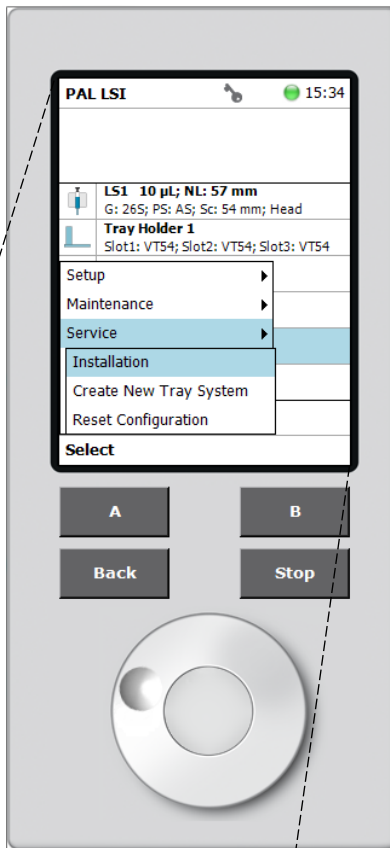 PAL LSI 15:34
LS1 10 µL; NL: 57 mm
G: 26S; PS: AS; Sc: 54 mm; Head
Tray Holder 1
Slot1: VT54; Slot2: VT54; Slot3: VT54
Setup
Maintenance
Service
Installation
Create New Tray System
Reset Configuration
Select
A B
Back Stop